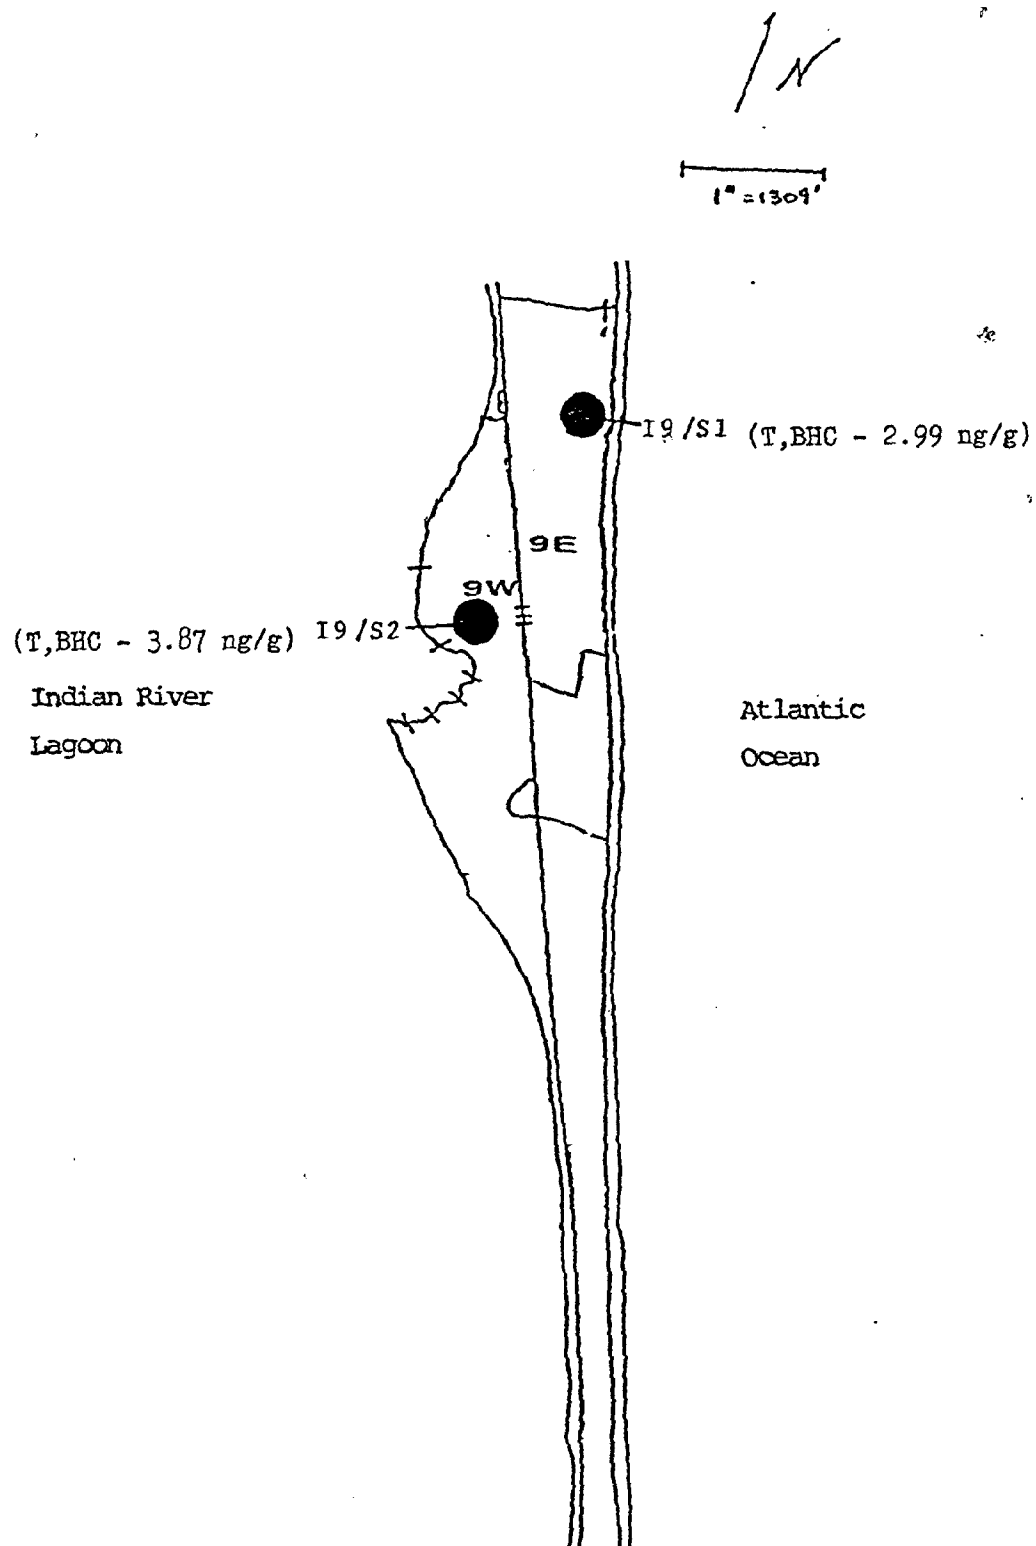 N
1" = 1309'
I9/S1 (T,BHC - 2.99 ng/g)
9E
9W
(T,BHC - 3.87 ng/g) I9/S2
Indian River
Lagoon
Atlantic
Ocean